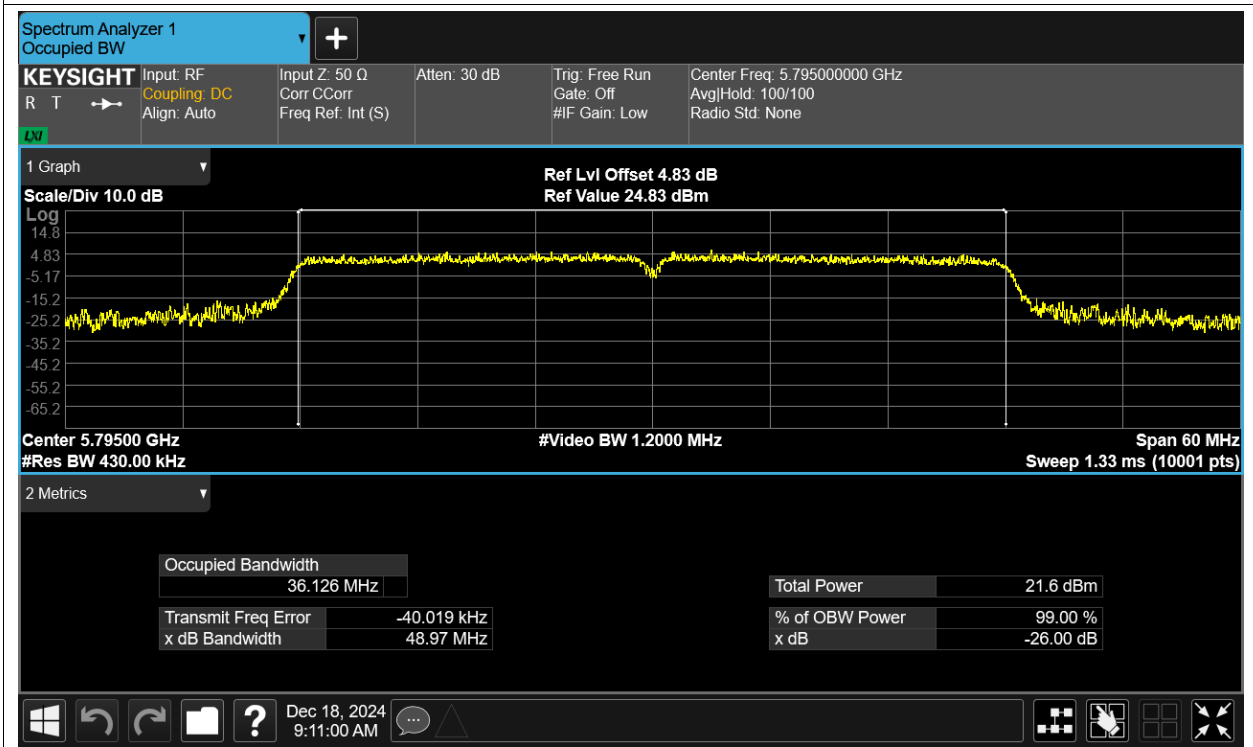 Spectrum Analyzer 1
Occupied BW
KEYSIGHT
R T
LXI
Input: RF
Coupling: DC
Align: Auto
Input Z: 50 Ω
Corr CCorr
Freq Ref: Int (S)
Atten: 30 dB
Trig: Free Run
Gate: Off
#IF Gain: Low
Center Freq: 5.795000000 GHz
Avg|Hold: 100/100
Radio Std: None
1 Graph
Scale/Div 10.0 dB
Ref Lvl Offset 4.83 dB
Ref Value 24.83 dBm
Log
14.8
4.83
-5.17
-15.2
-25.2
-35.2
-45.2
-55.2
-65.2
Center 5.79500 GHz
#Res BW 430.00 kHz
#Video BW 1.2000 MHz
Span 60 MHz
Sweep 1.33 ms (10001 pts)
2 Metrics
Occupied Bandwidth
36.126 MHz
Transmit Freq Error -40.019 kHz
x dB Bandwidth 48.97 MHz
Total Power 21.6 dBm
% of OBW Power 99.00 %
x dB -26.00 dB
Dec 18, 2024
9:11:00 AM